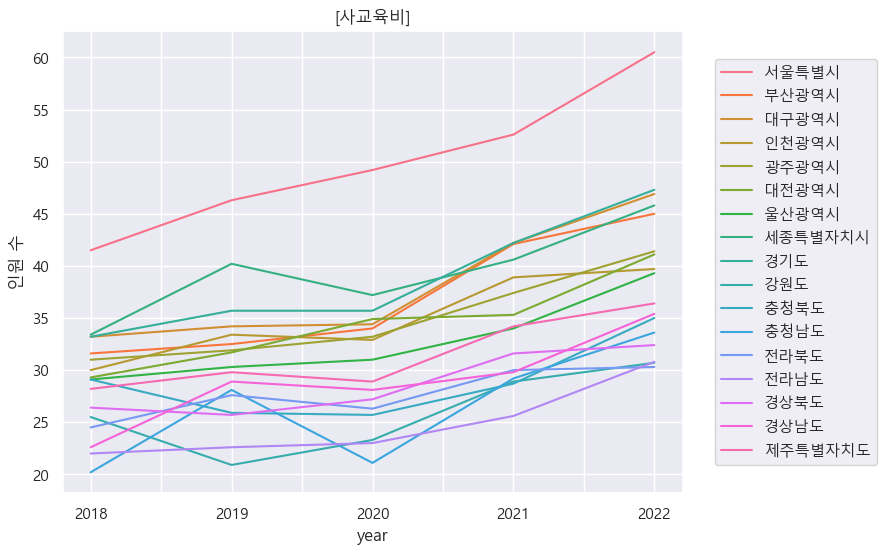 [사교육비]
60
55
50
45
40
35
30
25
20
인원 수
2018 2019 2020 2021 2022
year
서울특별시
부산광역시
대구광역시
인천광역시
광주광역시
대전광역시
울산광역시
세종특별자치시
경기도
강원도
충청북도
충청남도
전라북도
전라남도
경상북도
경상남도
제주특별자치도